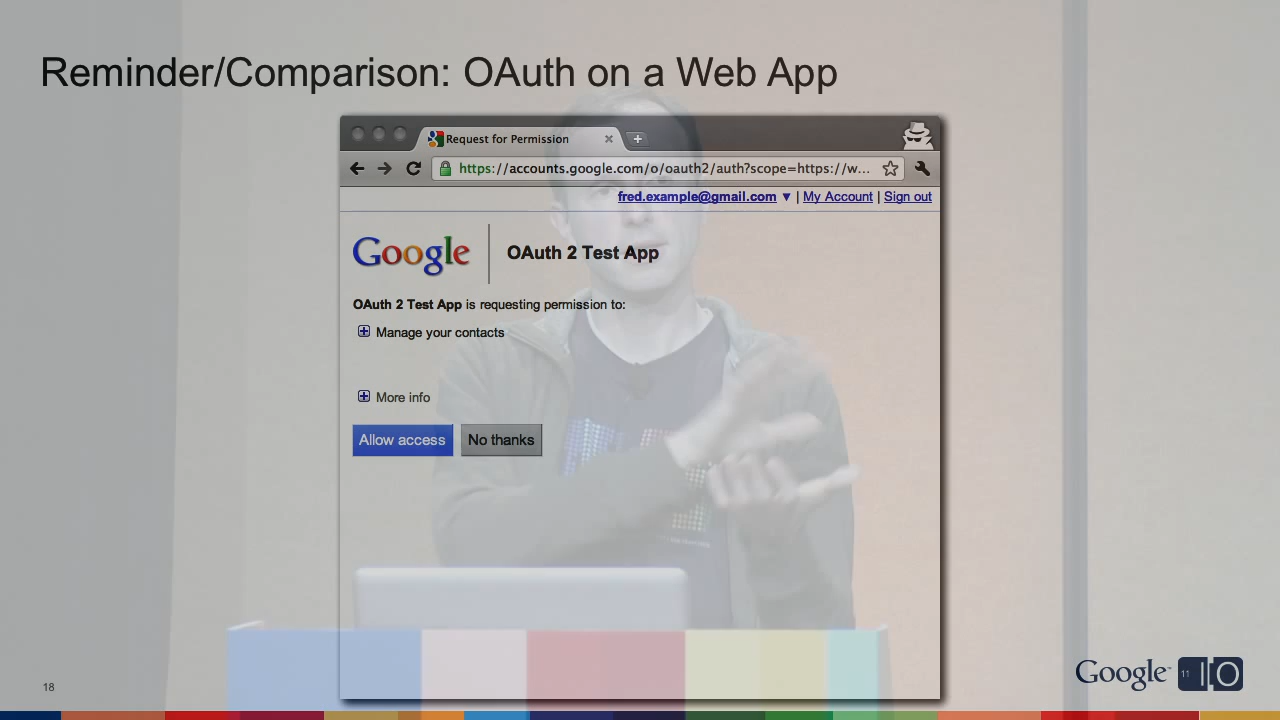 Reminder/Comparison: OAuth on a Web App
Request for Permission
https://accounts.google.com/o/oauth2/auth?scope=https://w...
fred.example@gmail.com ▼ | My Account | Sign out
Google
OAuth 2 Test App
OAuth 2 Test App is requesting permission to:
Manage your contacts
More info
Allow access
No thanks
18
Google 11 IO